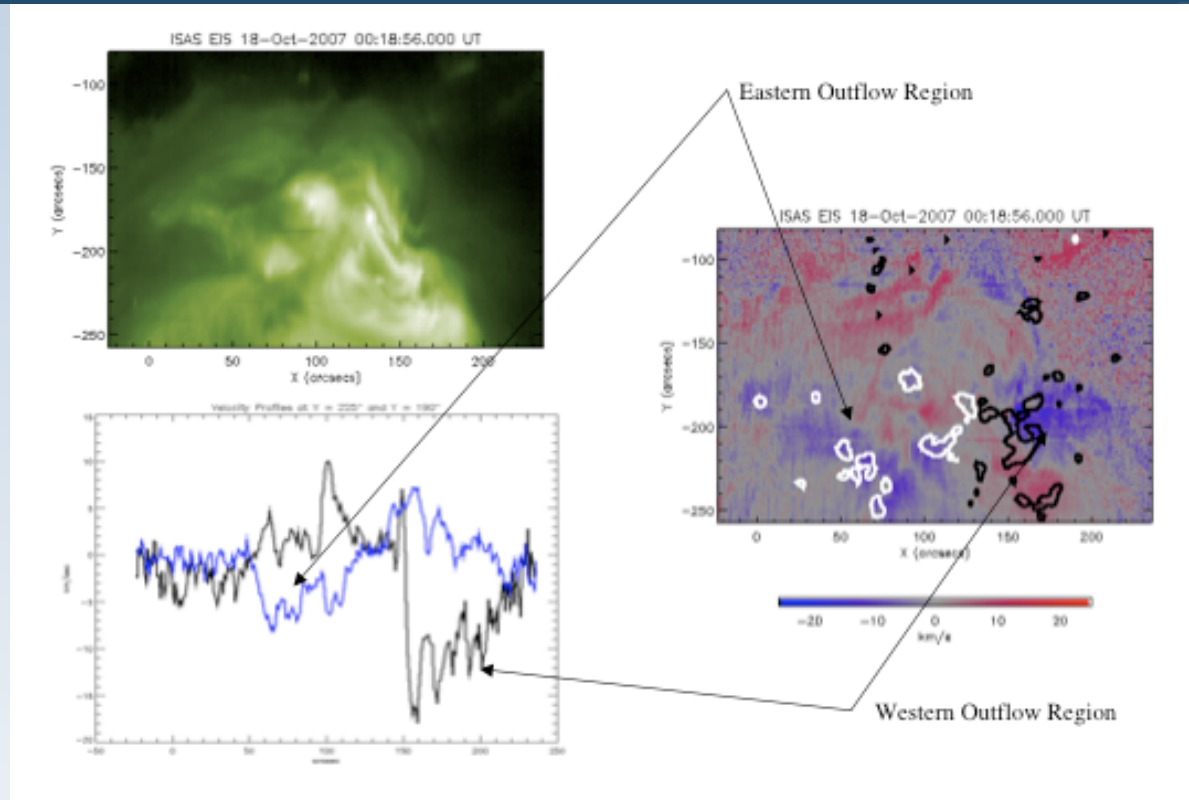 ISAS EIS 18-Oct-2007 00:18:56.000 UT
-100
-150
-200
-250
Y (arcsecs)
0 50 100 150 200
X (arcsecs)
Eastern Outflow Region
ISAS EIS 18-Oct-2007 00:18:56.000 UT
-100
-150
-200
-250
Y (arcsecs)
0 50 100 150 200
X (arcsecs)
-20 -10 0 10 20
km/s
Velocity Profiles at Y = and Y = 190"
15
10
5
0
-5
-10
-15
-20
km/sec
-50 0 50 100 150 200 250
Western Outflow Region